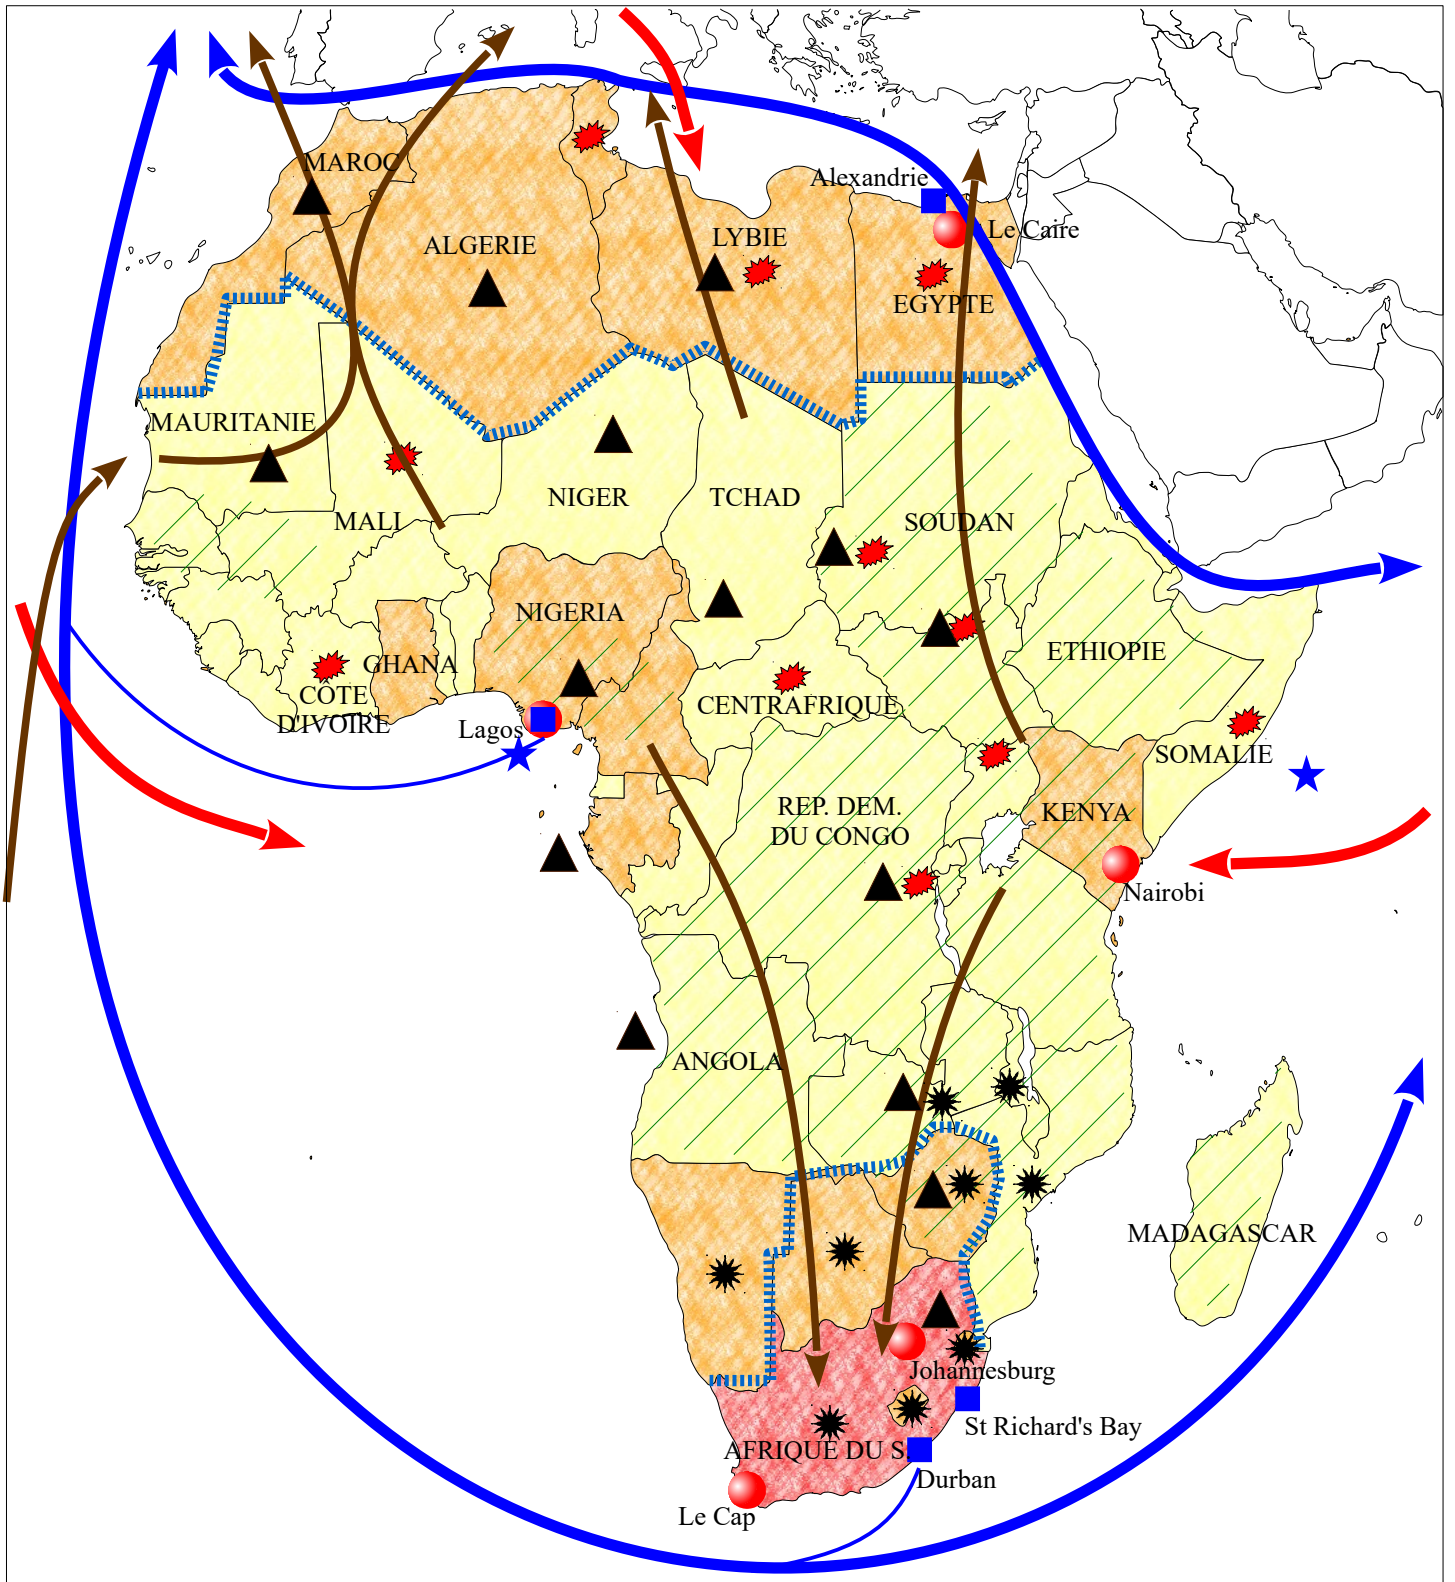 MAROC
Alexandrie
Le Caire
ALGERIE
LYBIE
EGYPTE
MAURITANIE
MALI
NIGER
TCHAD
SOUDAN
NIGERIA
GHANA
COTE
D'IVOIRE
Lagos
CENTRAFRIQUE
ETHIOPIE
SOMALIE
REP. DEM.
DU CONGO
KENYA
Nairobi
ANGOLA
MADAGASCAR
Johannesburg
St Richard's Bay
AFRIQUE DU S.
Durban
Le Cap